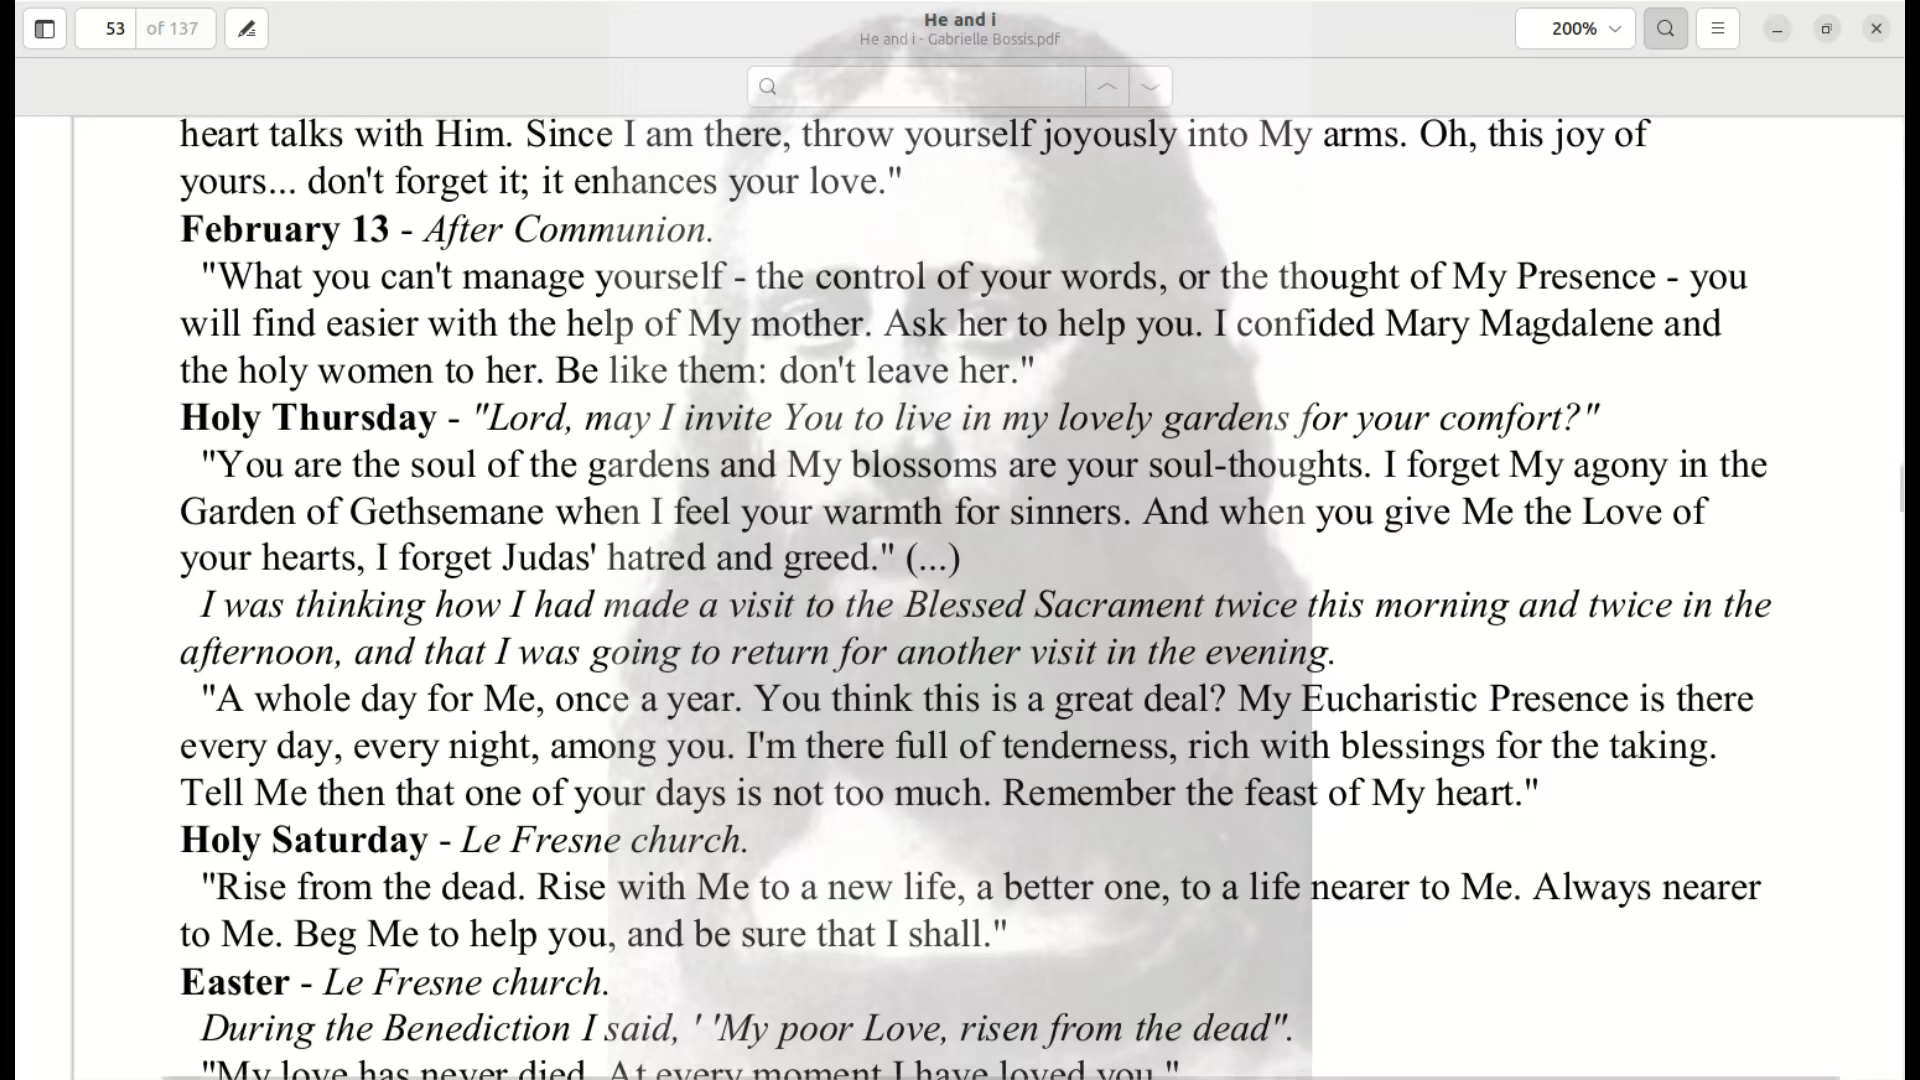 He and i
He and i - Gabrielle Bossis.pdf
53 of 137
200%
heart talks with Him. Since I am there, throw yourself joyously into My arms. Oh, this joy of
yours... don't forget it; it enhances your love."
February 13 - After Communion.
"What you can't manage yourself - the control of your words, or the thought of My Presence - you
will find easier with the help of My mother. Ask her to help you. I confided Mary Magdalene and
the holy women to her. Be like them: don't leave her."
Holy Thursday - "Lord, may I invite You to live in my lovely gardens for your comfort?"
"You are the soul of the gardens and My blossoms are your soul-thoughts. I forget My agony in the
Garden of Gethsemane when I feel your warmth for sinners. And when you give Me the Love of
your hearts, I forget Judas' hatred and greed." (...)
I was thinking how I had made a visit to the Blessed Sacrament twice this morning and twice in the
afternoon, and that I was going to return for another visit in the evening.
"A whole day for Me, once a year. You think this is a great deal? My Eucharistic Presence is there
every day, every night, among you. I'm there full of tenderness, rich with blessings for the taking.
Tell Me then that one of your days is not too much. Remember the feast of My heart."
Holy Saturday - Le Fresne church.
"Rise from the dead. Rise with Me to a new life, a better one, to a life nearer to Me. Always nearer
to Me. Beg Me to help you, and be sure that I shall."
Easter - Le Fresne church.
During the Benediction I said, ' 'My poor Love, risen from the dead".
"My love has never died. At every moment I have loved you."